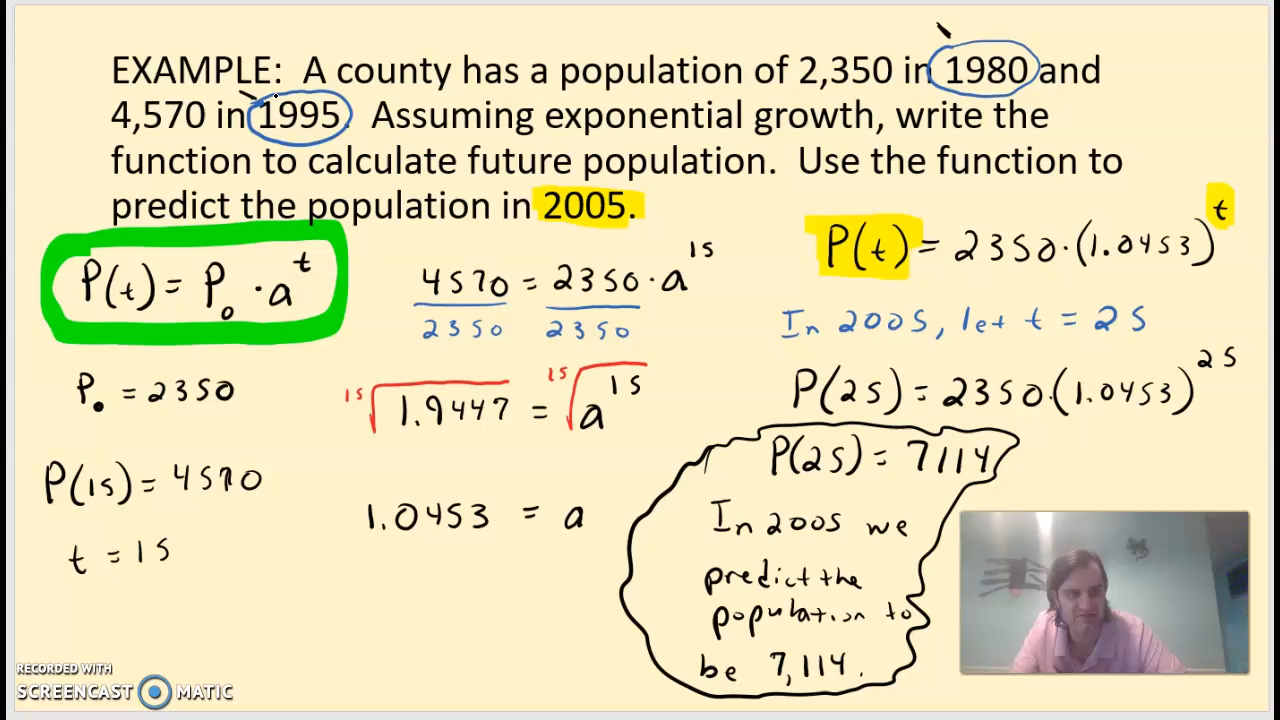 EXAMPLE: A county has a population of 2,350 in 1980 and
4,570 in 1995. Assuming exponential growth, write the
function to calculate future population. Use the function to
predict the population in 2005.
P(t) = P₀ · a^t
P₀ = 2350
P(15) = 4570
t = 15
4570 = 2350 · a^15
2350 2350
15√1.9447 = 15√a^15
1.0453 = a
P(t) = 2350 · (1.0453)^t
In 2005, let t = 25
P(25) = 2350 · (1.0453)^25
P(25) = 7114
In 2005 we
predict the
population to
be 7,114.
RECORDED WITH
SCREENCAST MATIC